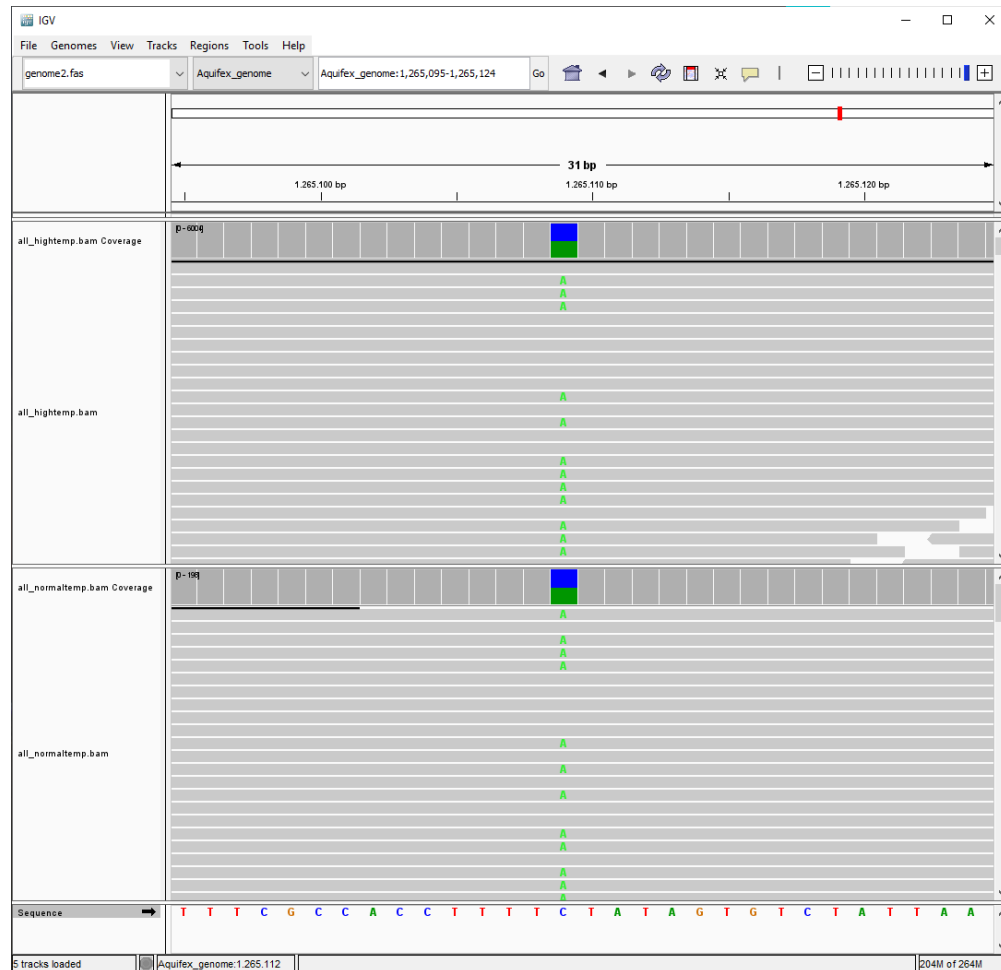 IGV
File Genomes View Tracks Regions Tools Help
genome2.fas Aquifex_genome Aquifex_genome:1,265,095-1,265,124 Go
31 bp
1.265.100 bp 1.265.110 bp 1.265.120 bp
all_hightemp.bam Coverage
[0 - 6004]
A
A
A
A
A
all_hightemp.bam
A
A
A
A
A
A
A
all_normaltemp.bam Coverage
[0 - 198]
A
A
A
A
A
all_normaltemp.bam
A
A
A
A
A
A
A
Sequence T T T C G C C A C C T T T T C T A T A G T G T C T A T T A A
5 tracks loaded Aquifex_genome:1.265.112 204M of 264M